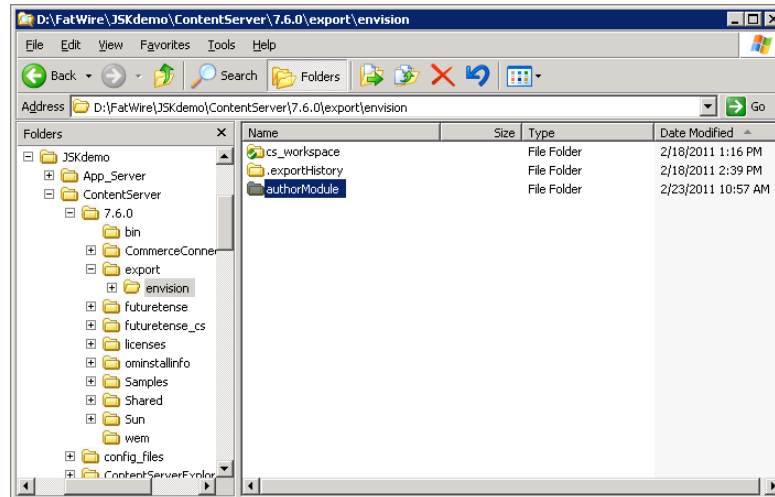 D:\FatWire\JSKdemo\ContentServer\7.6.0\export\envision
File Edit View Favorites Tools Help
Back Search Folders
Address D:\FatWire\JSKdemo\ContentServer\7.6.0\export\envision Go
Folders X Name Size Type Date Modified
JSKdemo
App_Server
ContentServer
7.6.0
bin
CommerceConne
export
envision
futuretense
futuretense_cs
licenses
ominstallinfo
Samples
Shared
Sun
wem
config_files
ContentServerExplor
cs_workspace File Folder 2/18/2011 1:16 PM
.exportHistory File Folder 2/18/2011 2:39 PM
authorModule File Folder 2/23/2011 10:57 AM